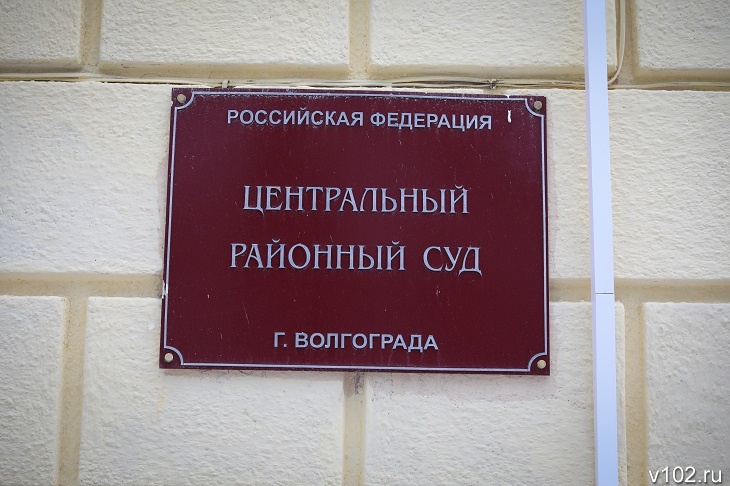 РОССИЙСКАЯ ФЕДЕРАЦИЯ
ЦЕНТРАЛЬНЫЙ
РАЙОННЫЙ СУД
Г. ВОЛГОГРАДА
v102.ru